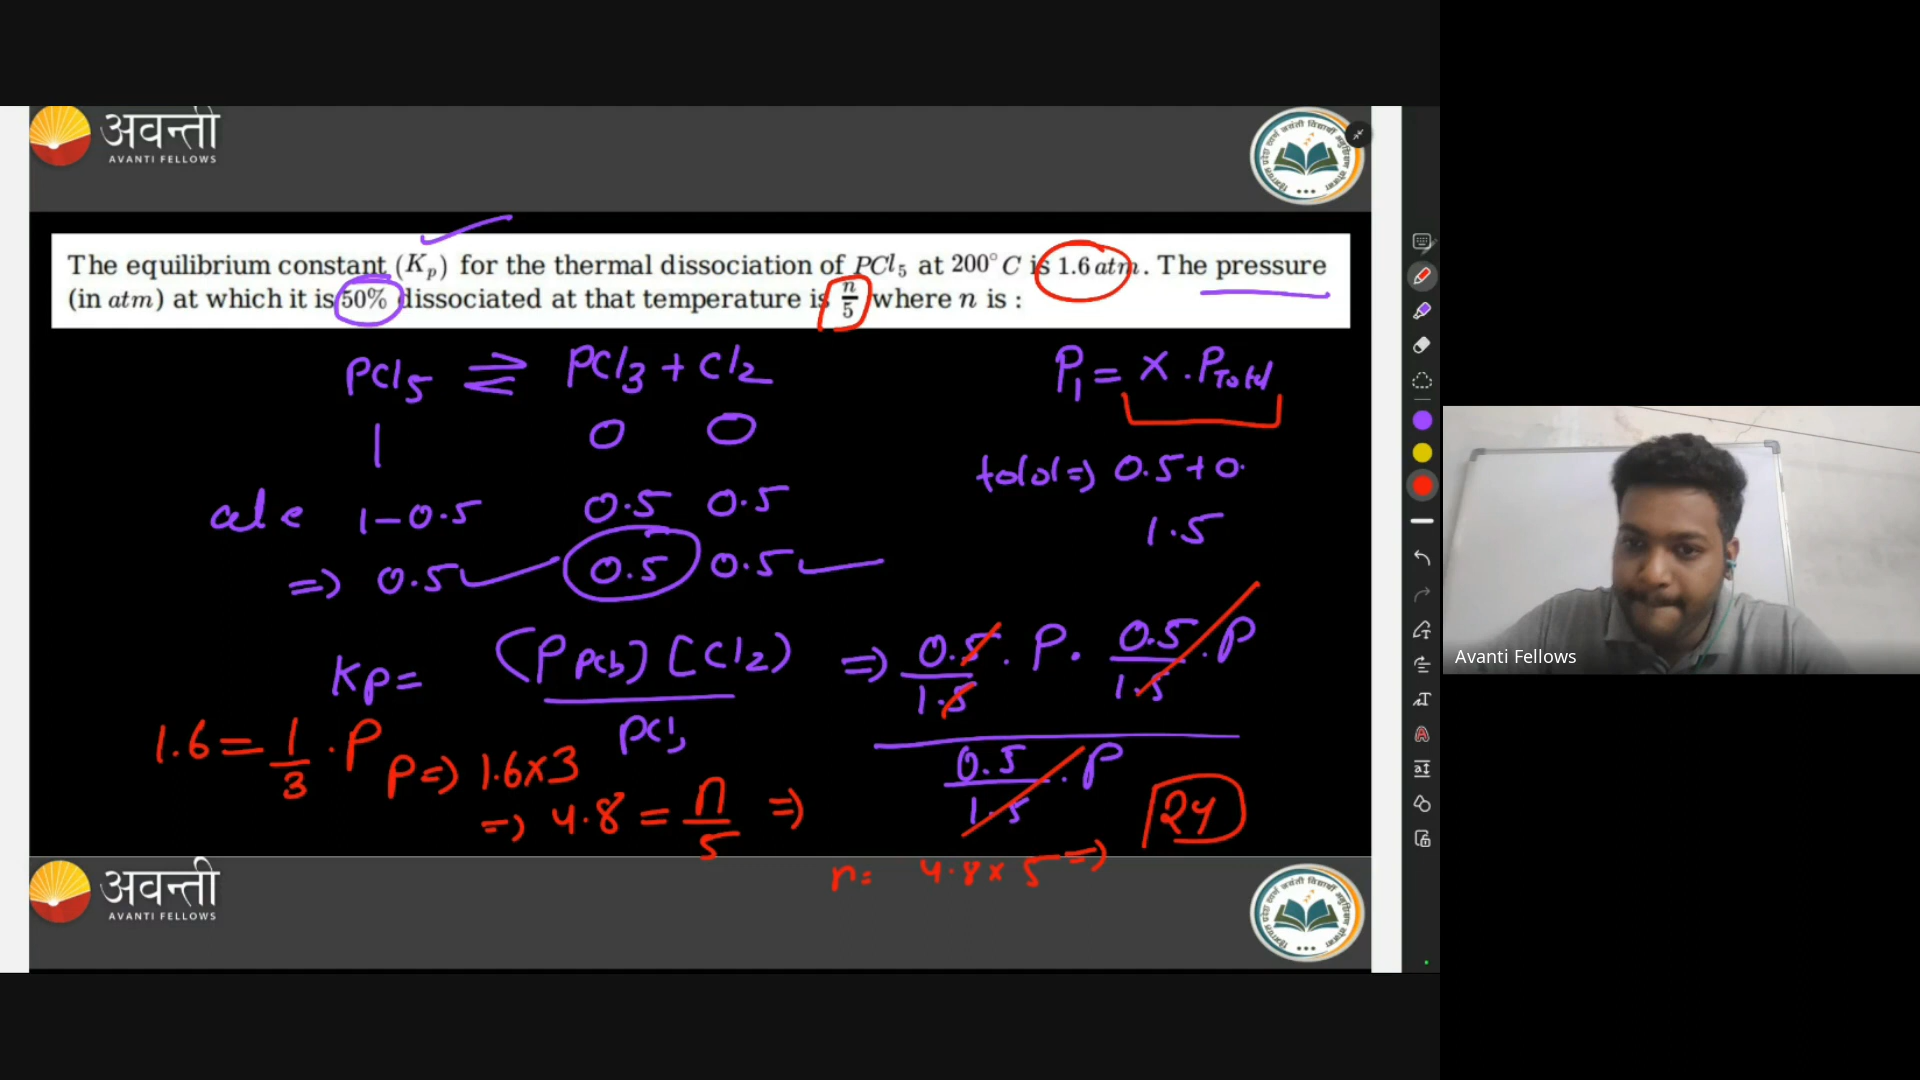 अवन्ती
AVANTI FELLOWS
The equilibrium constant (Kₚ) for the thermal dissociation of PCl₅ at 200°C is 1.6 atm. The pressure
(in atm) at which it is 50% dissociated at that temperature is n/5 where n is :
PCl5 ⇌ PCl3 + Cl2
P1 = X . PTotal
1 0 0
total => 0.5+0.
1-0.5 0.5 0.5
1.5
=> 0.5 0.5 0.5
Kp = (P PCl3) [Cl2) / PCl5 => 0.5/1.5 . P . 0.5/1.5 . P / 0.5/1.5 . P
1.6 = 1/3 . P
P => 1.6x3
=> 4.8 = n/5 =>
n = 4.8 x 5 => 24
Avanti Fellows
अवन्ती
AVANTI FELLOWS